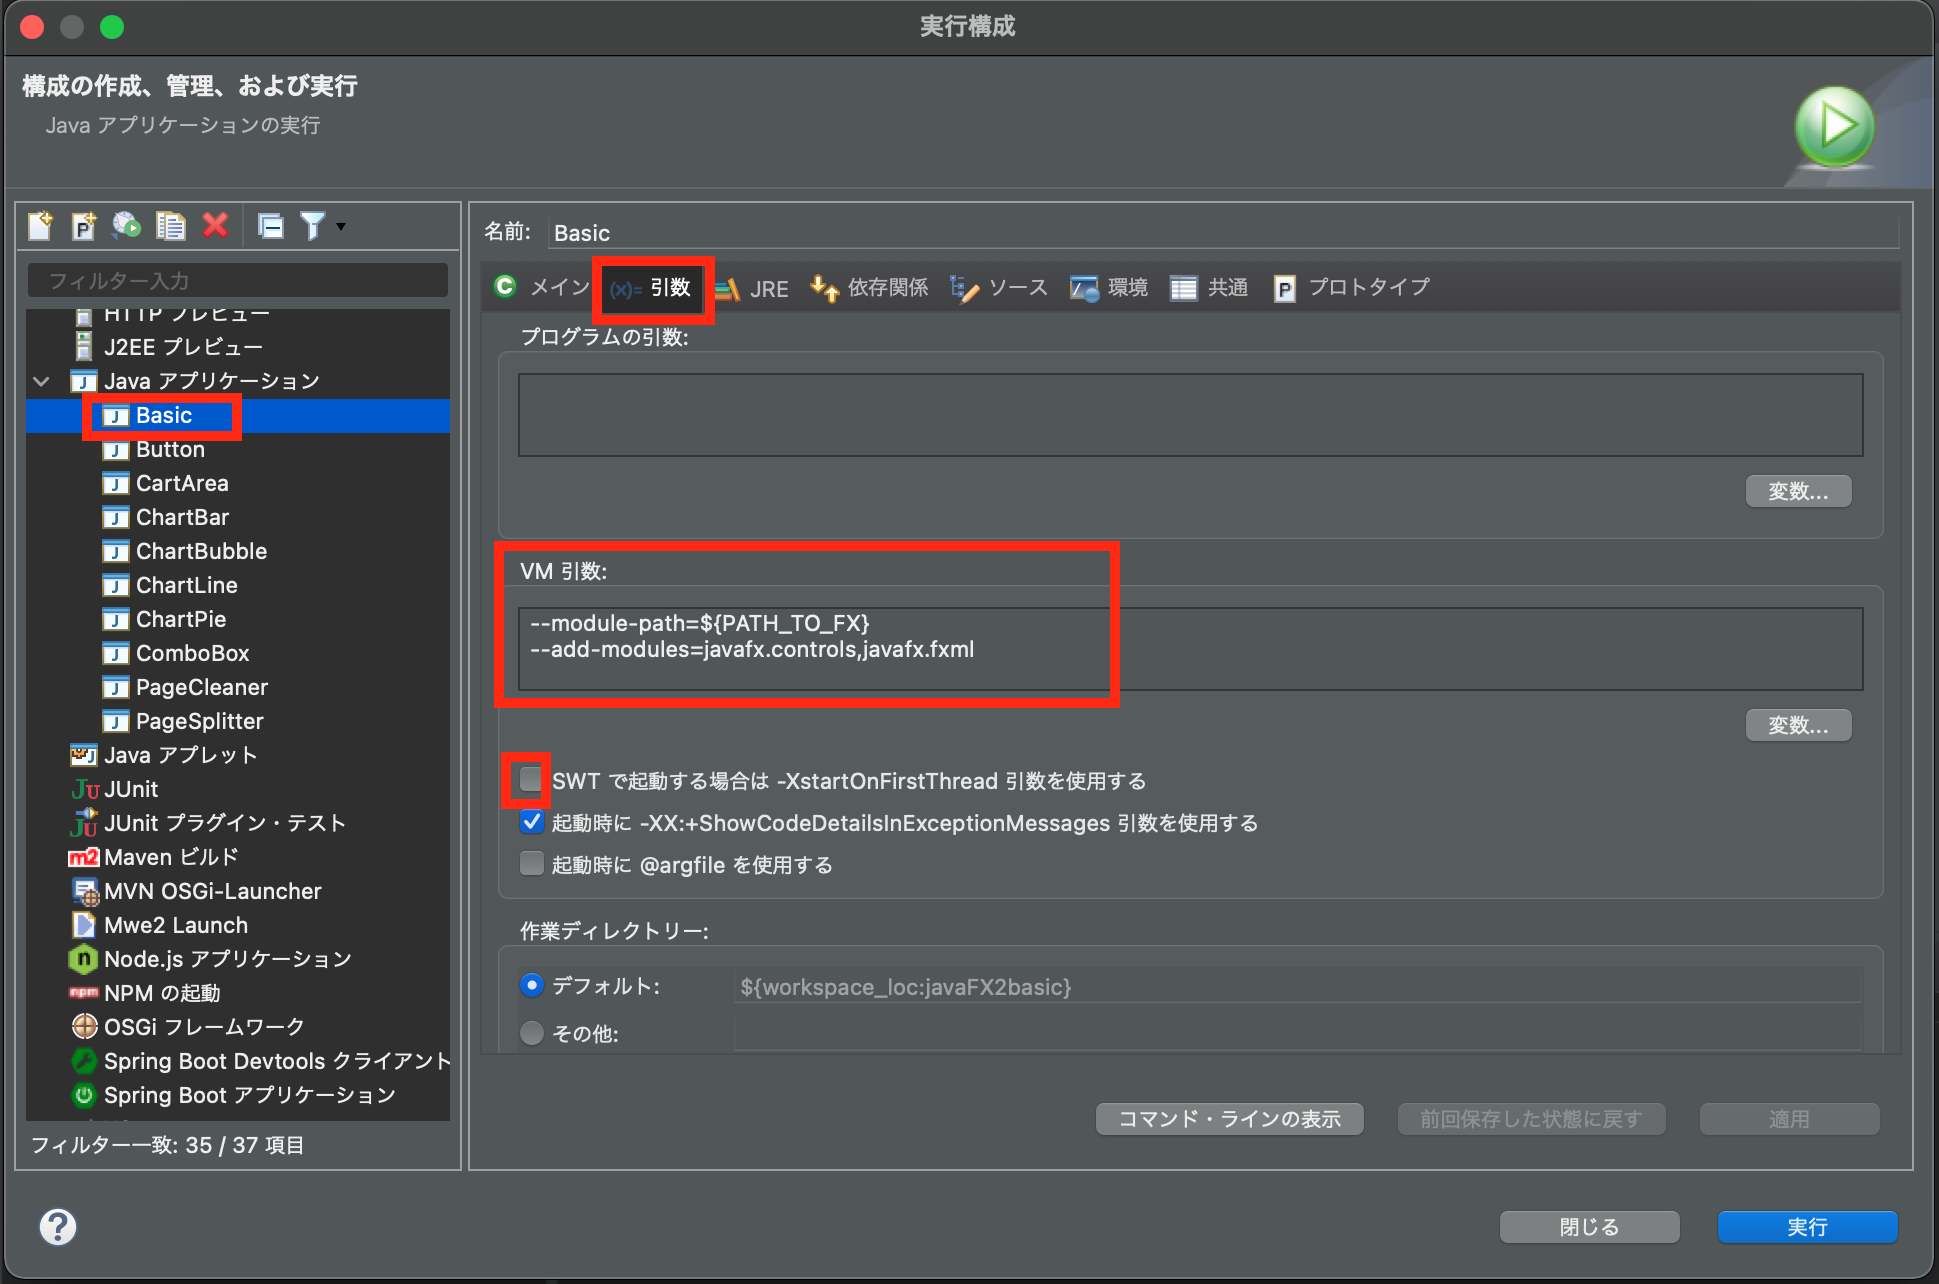 実行構成
構成の作成、管理、および実行
Java アプリケーションの実行
フィルター入力
HTTP プレビュー
J2EE プレビュー
Java アプリケーション
Basic
Button
CartArea
ChartBar
ChartBubble
ChartLine
ChartPie
ComboBox
PageCleaner
PageSplitter
Java アプレット
JUnit
JUnit プラグイン・テスト
Maven ビルド
MVN OSGi-Launcher
Mwe2 Launch
Node.js アプリケーション
NPM の起動
OSGi フレームワーク
Spring Boot Devtools クライアント
Spring Boot アプリケーション
フィルター一致: 35 / 37 項目
名前: Basic
メイン (x)= 引数 JRE 依存関係 ソース 環境 共通 プロトタイプ
プログラムの引数:
変数...
VM 引数:
--module-path=${PATH_TO_FX}
--add-modules=javafx.controls,javafx.fxml
変数...
SWT で起動する場合は -XstartOnFirstThread 引数を使用する
起動時に -XX:+ShowCodeDetailsInExceptionMessages 引数を使用する
起動時に @argfile を使用する
作業ディレクトリー:
デフォルト: ${workspace_loc:javaFX2basic}
その他:
コマンド・ラインの表示 前回保存した状態に戻す 適用
閉じる 実行